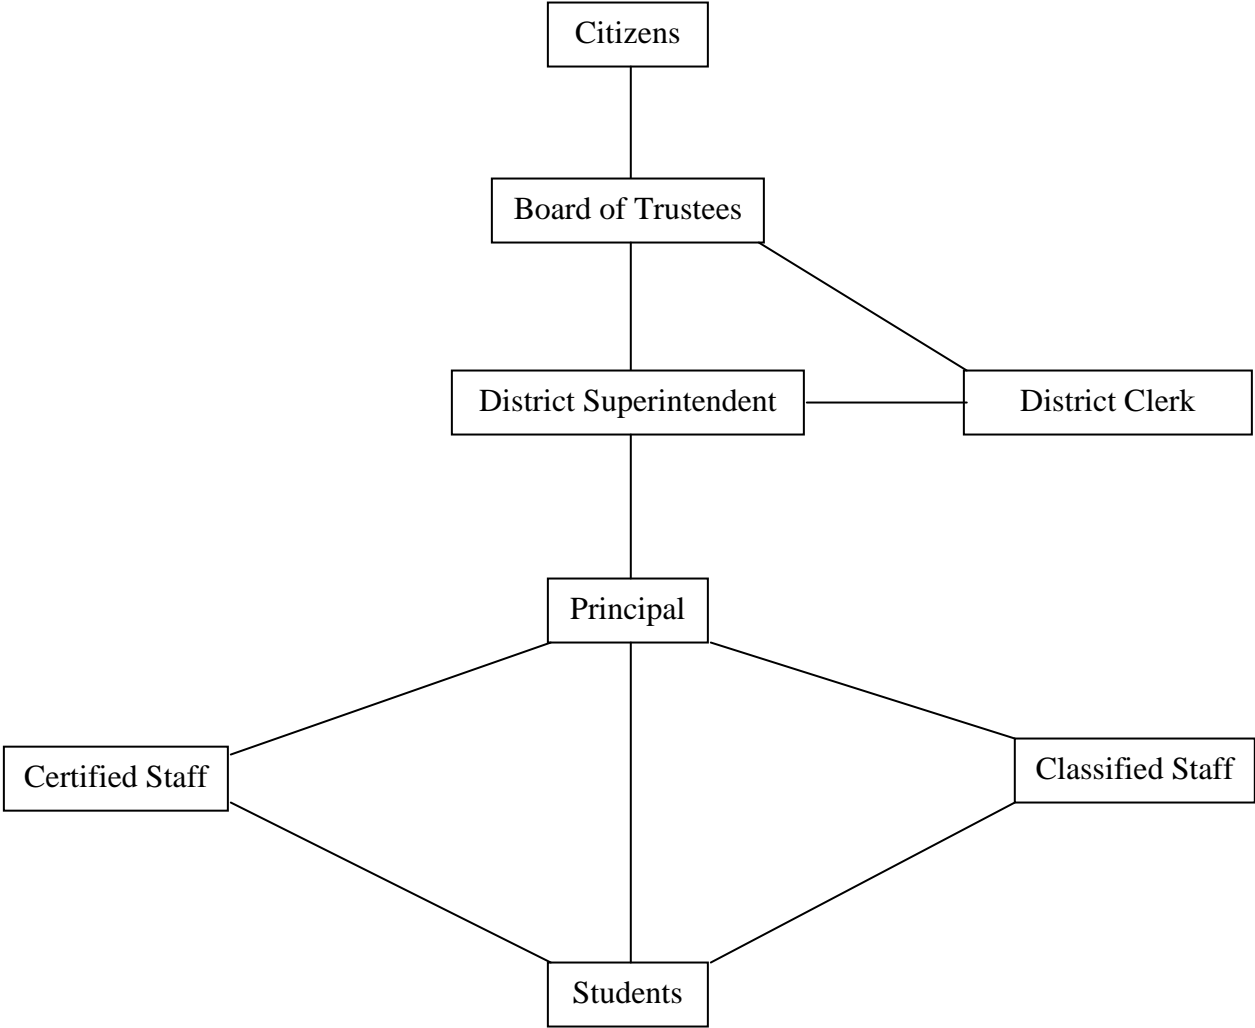 Citizens
Board of Trustees
District Superintendent
District Clerk
Principal
Certified Staff
Classified Staff
Students